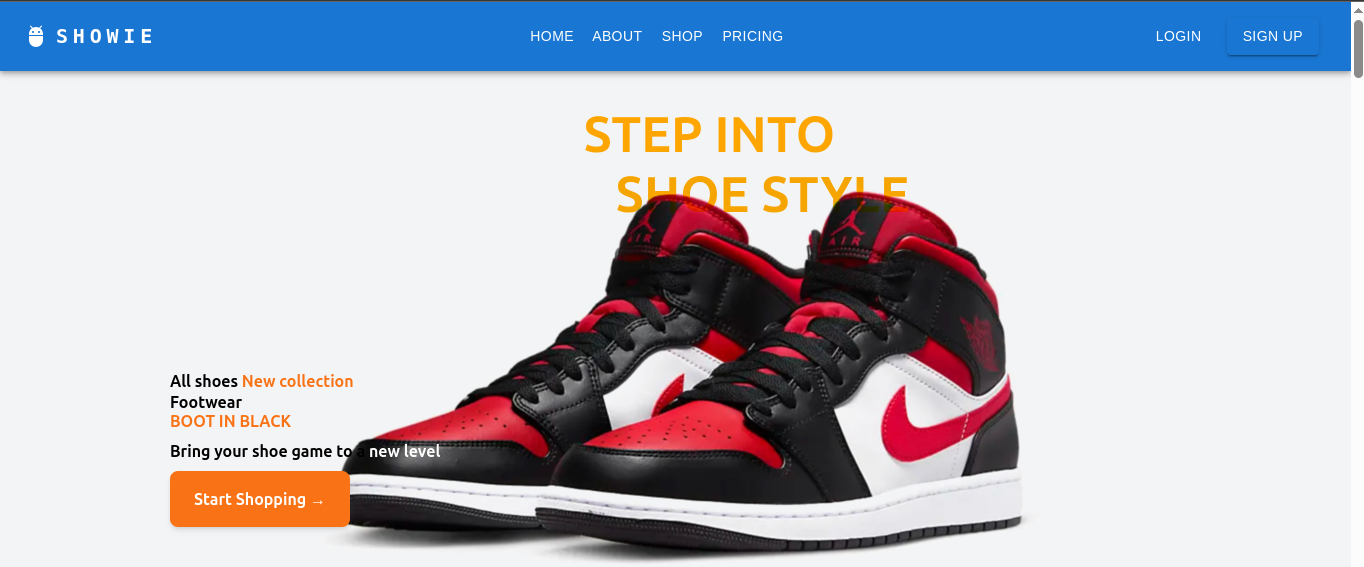 SHOWIE
HOME ABOUT SHOP PRICING
LOGIN SIGN UP
STEP INTO
SHOE STYLE
AIR
AIR
All shoes New collection
Footwear
BOOT IN BLACK
Bring your shoe game to a new level
Start Shopping →